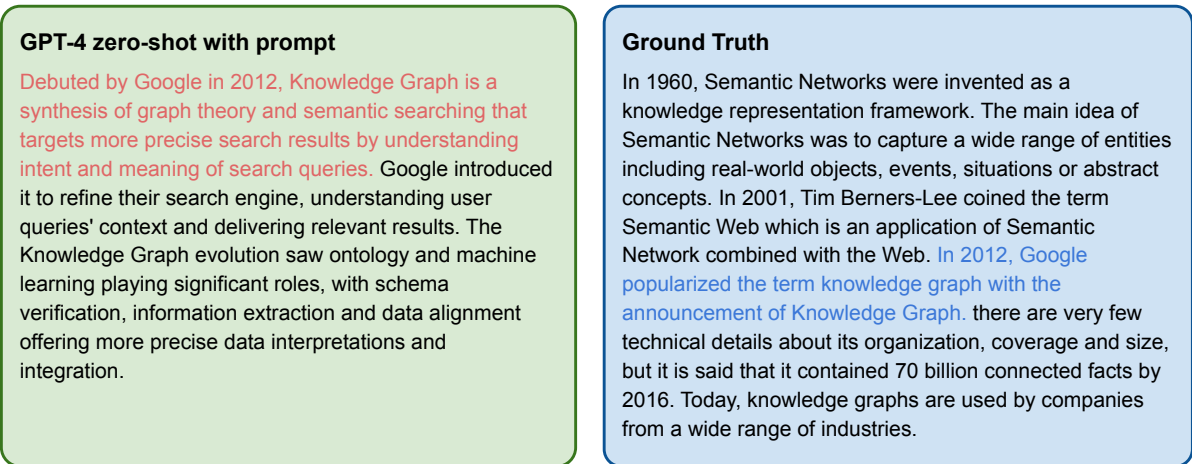 GPT-4 zero-shot with prompt
Debuted by Google in 2012, Knowledge Graph is a
synthesis of graph theory and semantic searching that
targets more precise search results by understanding
intent and meaning of search queries. Google introduced
it to refine their search engine, understanding user
queries' context and delivering relevant results. The
Knowledge Graph evolution saw ontology and machine
learning playing significant roles, with schema
verification, information extraction and data alignment
offering more precise data interpretations and
integration.
Ground Truth
In 1960, Semantic Networks were invented as a
knowledge representation framework. The main idea of
Semantic Networks was to capture a wide range of entities
including real-world objects, events, situations or abstract
concepts. In 2001, Tim Berners-Lee coined the term
Semantic Web which is an application of Semantic
Network combined with the Web. In 2012, Google
popularized the term knowledge graph with the
announcement of Knowledge Graph. there are very few
technical details about its organization, coverage and size,
but it is said that it contained 70 billion connected facts by
2016. Today, knowledge graphs are used by companies
from a wide range of industries.